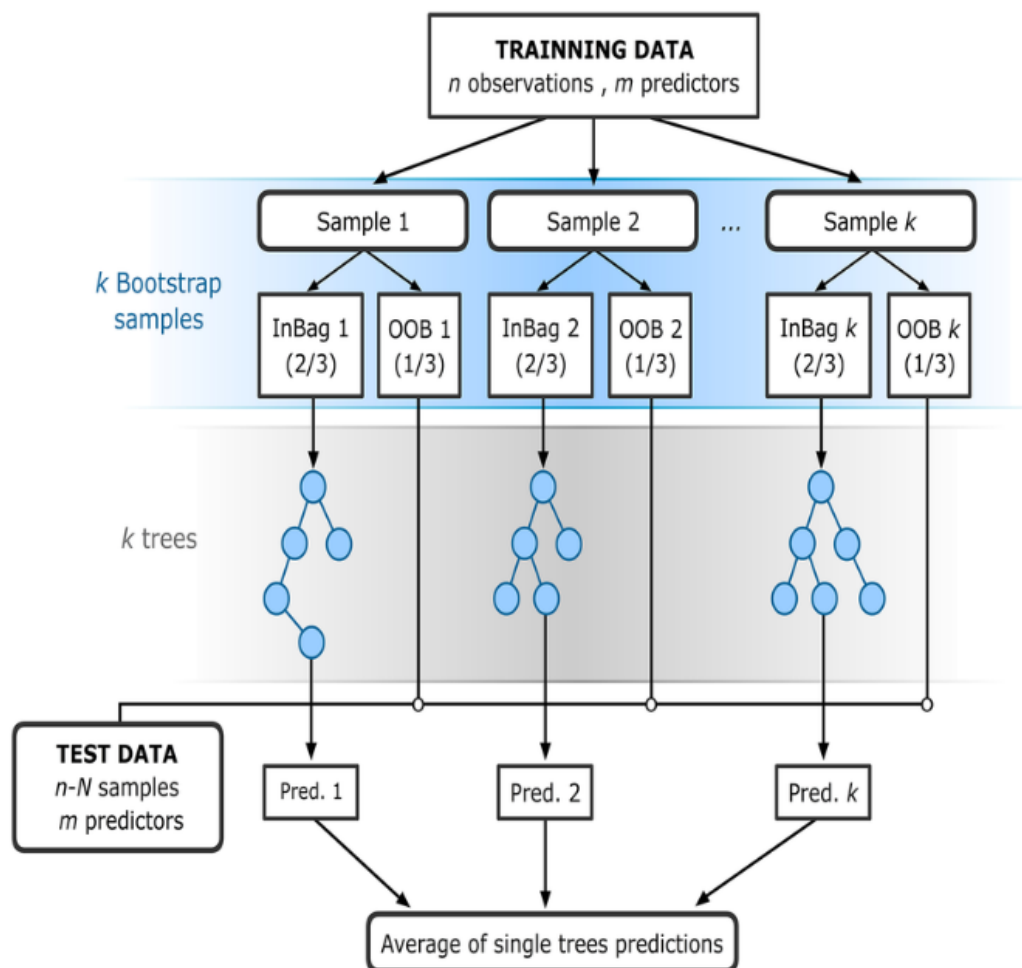 TRAINNING DATA
n observations , m predictors
Sample 1
Sample 2
...
Sample k
k Bootstrap
samples
InBag 1
(2/3)
OOB 1
(1/3)
InBag 2
(2/3)
OOB 2
(1/3)
InBag k
(2/3)
OOB k
(1/3)
k trees
TEST DATA
n-N samples
m predictors
Pred. 1
Pred. 2
Pred. k
Average of single trees predictions